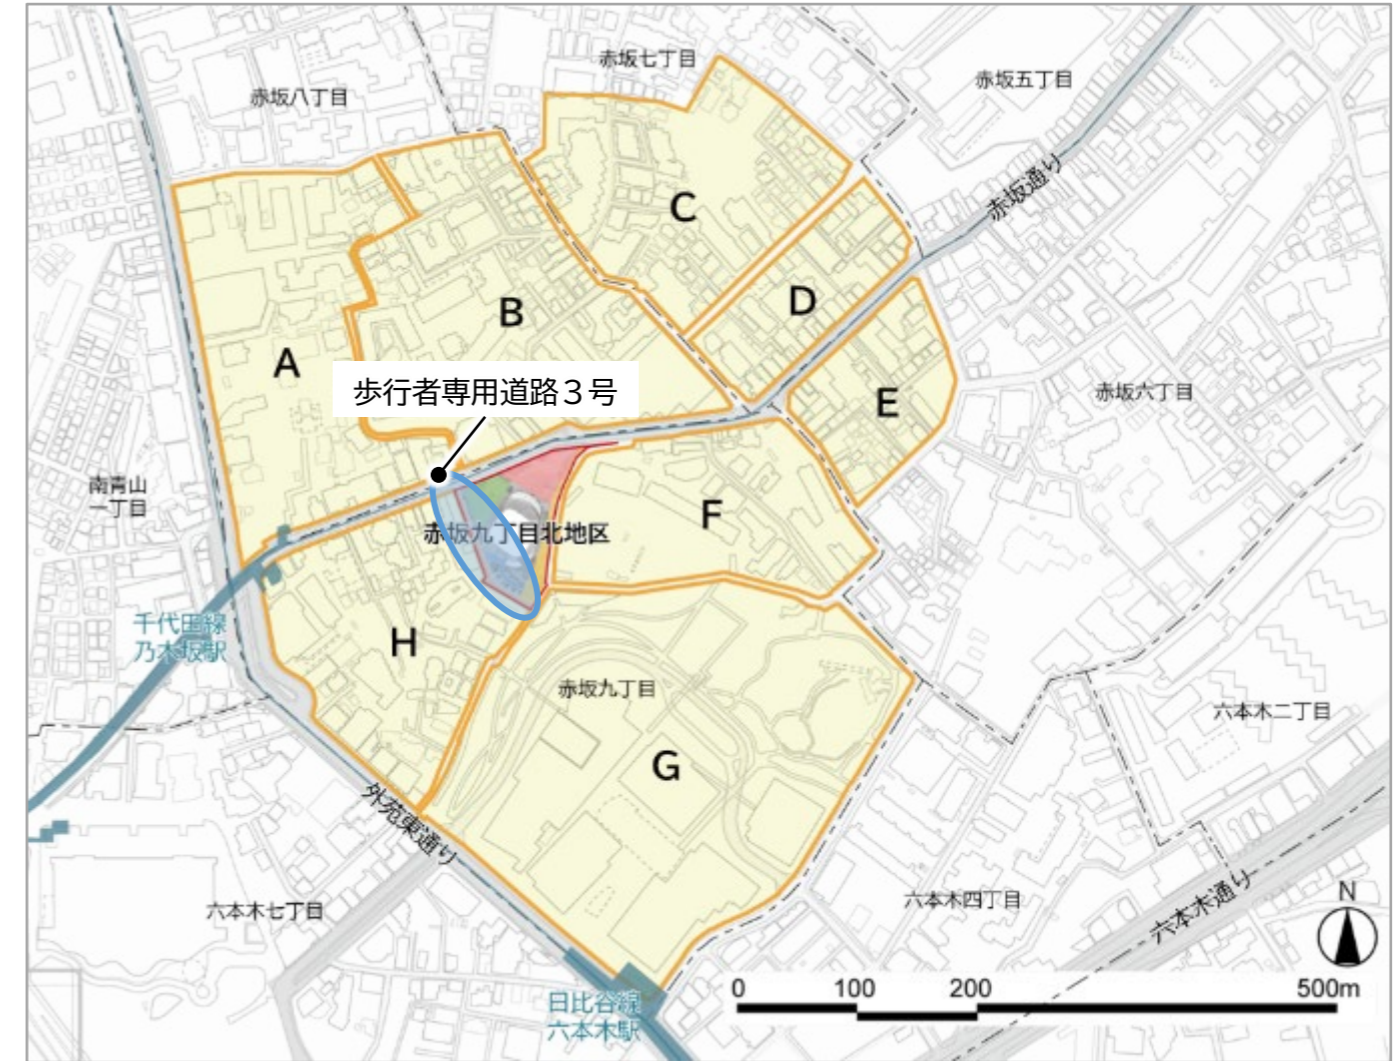 赤坂七丁目
赤坂五丁目
赤坂八丁目
赤坂通り
C
D
B
A
歩行者専用道路３号
E
赤坂六丁目
南青山
一丁目
F
赤坂九丁目北地区
千代田線
乃木坂駅
H
赤坂九丁目
六本木二丁目
G
外苑東通り
六本木七丁目
六本木四丁目
六本木通り
N
0 100 200 500m
日比谷線
六本木駅